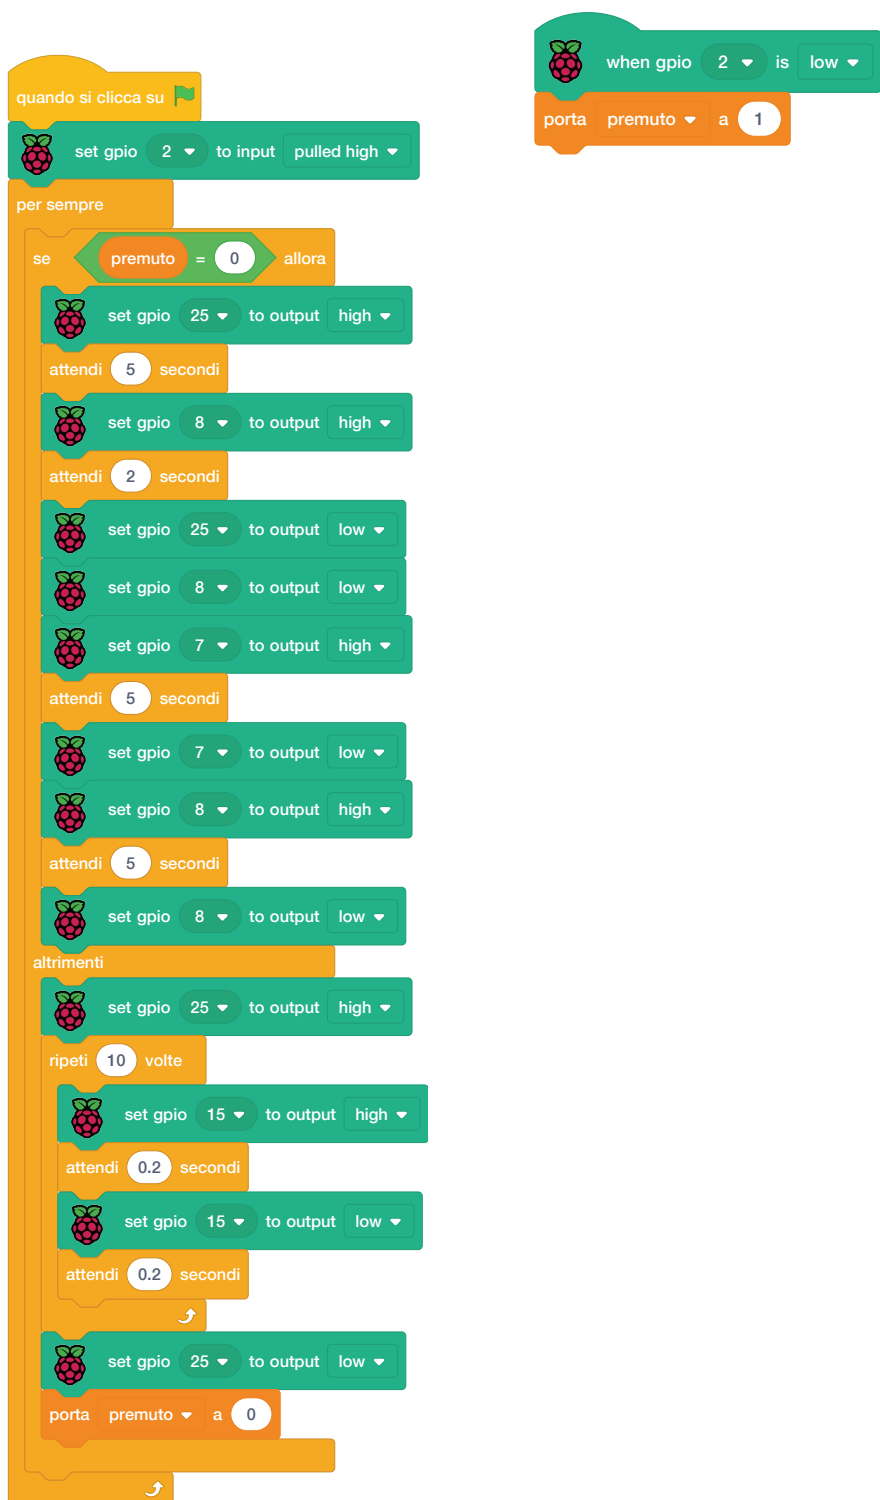 quando si clicca su
set gpio 2 to input pulled high
per sempre
se premuto = 0 allora
set gpio 25 to output high
attendi 5 secondi
set gpio 8 to output high
attendi 2 secondi
set gpio 25 to output low
set gpio 8 to output low
set gpio 7 to output high
attendi 5 secondi
set gpio 7 to output low
set gpio 8 to output high
attendi 5 secondi
set gpio 8 to output low
altrimenti
set gpio 25 to output high
ripeti 10 volte
set gpio 15 to output high
attendi 0.2 secondi
set gpio 15 to output low
attendi 0.2 secondi
set gpio 25 to output low
porta premuto a 0
when gpio 2 is low
porta premuto a 1